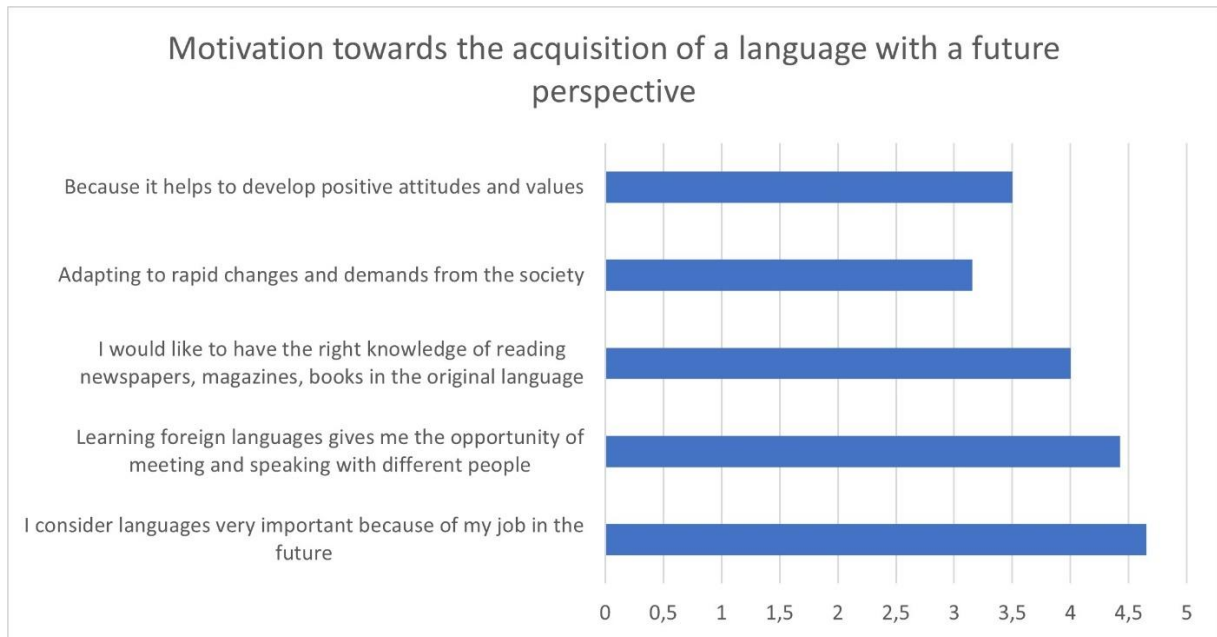 Motivation towards the acquisition of a language with a future
perspective
Because it helps to develop positive attitudes and values
Adapting to rapid changes and demands from the society
I would like to have the right knowledge of reading
newspapers, magazines, books in the original language
Learning foreign languages gives me the opportunity of
meeting and speaking with different people
I consider languages very important because of my job in the
future
0 0,5 1 1,5 2 2,5 3 3,5 4 4,5 5